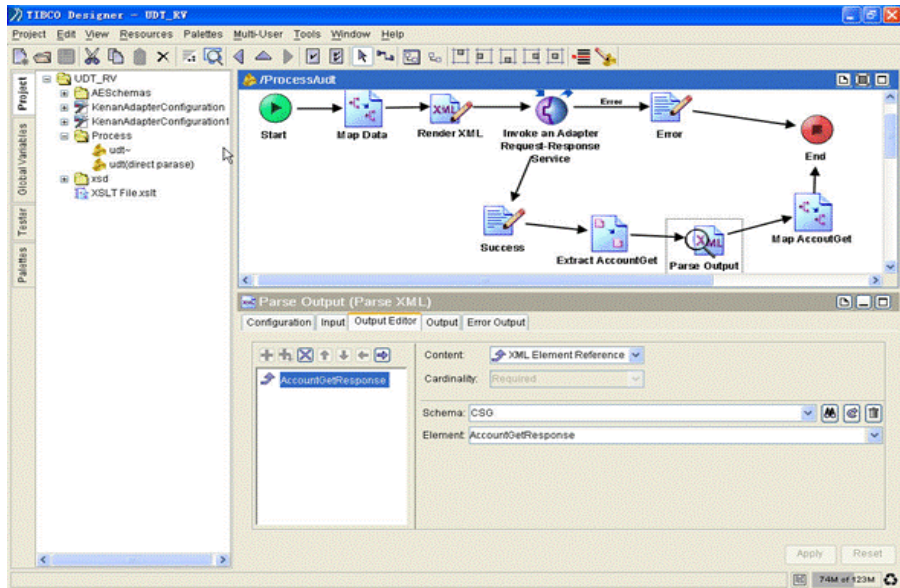 TIBCO Designer - UDT_RV
Project Edit View Resources Palettes Multi-User Tools Window Help
Project
Global Variables
Tester
Palettes
UDT_RV
AESchemas
KenanAdapterConfiguration
KenanAdapterConfiguration1
Process
udt~
udt(direct parase)
xsd
XSLT File.xslt
/Process/udt
Start
Map Data
XML
Render XML
Invoke an Adapter
Request-Response
Service
Error
Error
End
Success
Extract AccountGet
XML
Parse Output
Map AccoutGet
Parse Output (Parse XML)
Configuration Input Output Editor Output Error Output
AccountGetResponse
Content: XML Element Reference
Cardinality: Required
Schema: CSG
Element: AccountGetResponse
Apply Reset
74M of 123M